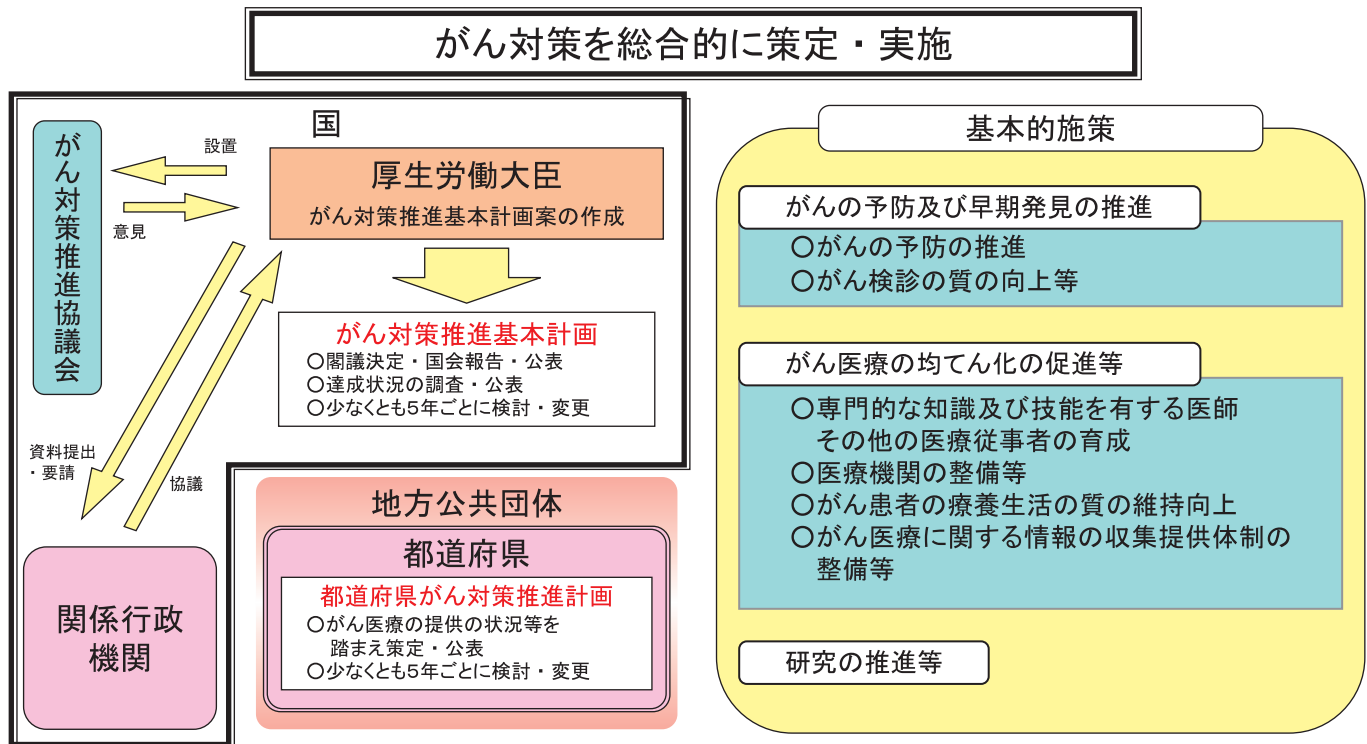 がん対策を総合的に策定・実施
国
がん対策推進協議会
設置
意見
厚生労働大臣
がん対策推進基本計画案の作成
がん対策推進基本計画
○閣議決定・国会報告・公表
○達成状況の調査・公表
○少なくとも5年ごとに検討・変更
資料提出
・要請
協議
関係行政
機関
地方公共団体
都道府県
都道府県がん対策推進計画
○がん医療の提供の状況等を
踏まえ策定・公表
○少なくとも5年ごとに検討・変更
基本的施策
がんの予防及び早期発見の推進
○がんの予防の推進
○がん検診の質の向上等
がん医療の均てん化の促進等
○専門的な知識及び技能を有する医師
その他の医療従事者の育成
○医療機関の整備等
○がん患者の療養生活の質の維持向上
○がん医療に関する情報の収集提供体制の
整備等
研究の推進等